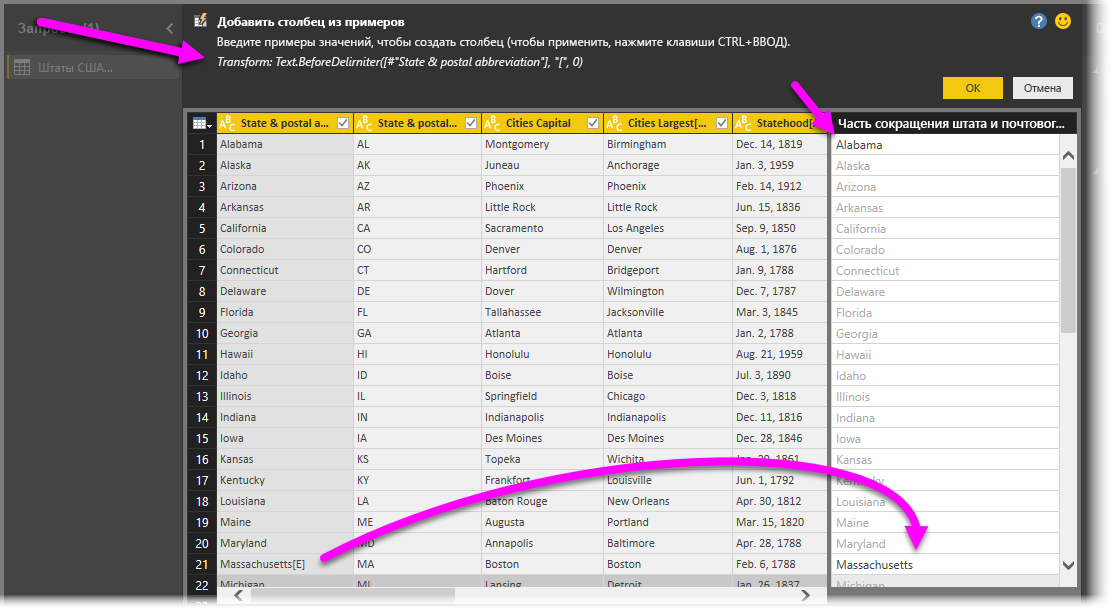 Запросы (1)
Добавить столбец из примеров
Введите примеры значений, чтобы создать столбец (чтобы применить, нажмите клавиши CTRL+ВВОД).
Штаты США...
Transform: Text.BeforeDelimiter([#"State & postal abbreviation"], "[", 0)
OK Отмена
State & postal a... State & postal... Cities Capital Cities Largest[... Statehood[ Часть сокращения штата и почтовог...
1 Alabama AL Montgomery Birmingham Dec. 14, 1819 Alabama
2 Alaska AK Juneau Anchorage Jan. 3, 1959 Alaska
3 Arizona AZ Phoenix Phoenix Feb. 14, 1912 Arizona
4 Arkansas AR Little Rock Little Rock Jun. 15, 1836 Arkansas
5 California CA Sacramento Los Angeles Sep. 9, 1850 California
6 Colorado CO Denver Denver Aug. 1, 1876 Colorado
7 Connecticut CT Hartford Bridgeport Jan. 9, 1788 Connecticut
8 Delaware DE Dover Wilmington Dec. 7, 1787 Delaware
9 Florida FL Tallahassee Jacksonville Mar. 3, 1845 Florida
10 Georgia GA Atlanta Atlanta Jan. 2, 1788 Georgia
11 Hawaii HI Honolulu Honolulu Aug. 21, 1959 Hawaii
12 Idaho ID Boise Boise Jul. 3, 1890 Idaho
13 Illinois IL Springfield Chicago Dec. 3, 1818 Illinois
14 Indiana IN Indianapolis Indianapolis Dec. 11, 1816 Indiana
15 Iowa IA Des Moines Des Moines Dec. 28, 1846 Iowa
16 Kansas KS Topeka Wichita Jan. 29, 1861 Kansas
17 Kentucky KY Frankfort Louisville Jun. 1, 1792 Kentucky
18 Louisiana LA Baton Rouge New Orleans Apr. 30, 1812 Louisiana
19 Maine ME Augusta Portland Mar. 15, 1820 Maine
20 Maryland MD Annapolis Baltimore Apr. 28, 1788 Maryland
21 Massachusetts[E] MA Boston Boston Feb. 6, 1788 Massachusetts
22 Michigan MI Lansing Detroit Jan. 26, 1837 Michigan